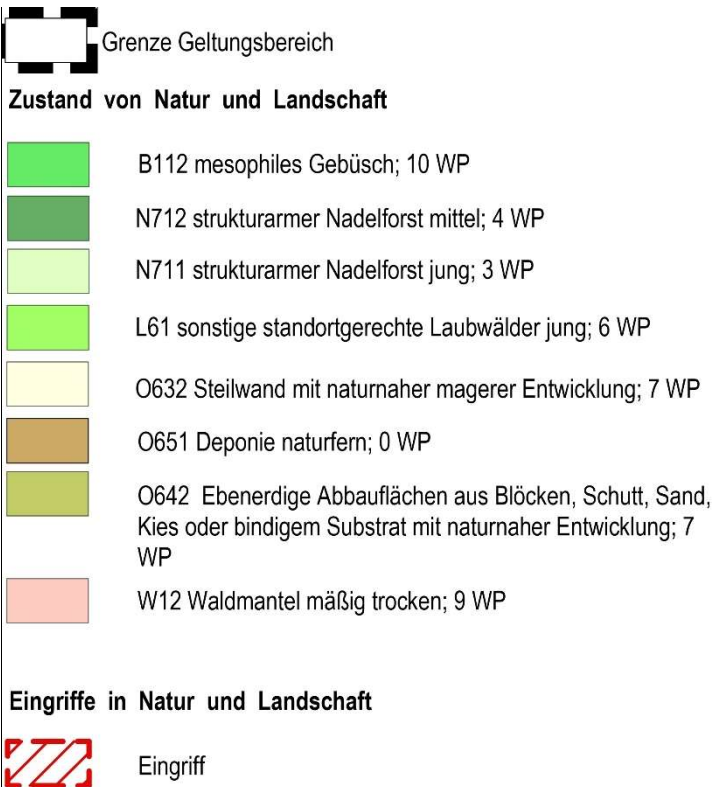 Grenze Geltungsbereich
Zustand von Natur und Landschaft
B112 mesophiles Gebüsch; 10 WP
N712 strukturarmer Nadelforst mittel; 4 WP
N711 strukturarmer Nadelforst jung; 3 WP
L61 sonstige standortgerechte Laubwälder jung; 6 WP
O632 Steilwand mit naturnaher magerer Entwicklung; 7 WP
O651 Deponie naturfern; 0 WP
O642 Ebenerdige Abbauflächen aus Blöcken, Schutt, Sand,
Kies oder bindigem Substrat mit naturnaher Entwicklung; 7
WP
W12 Waldmantel mäßig trocken; 9 WP
Eingriffe in Natur und Landschaft
Eingriff